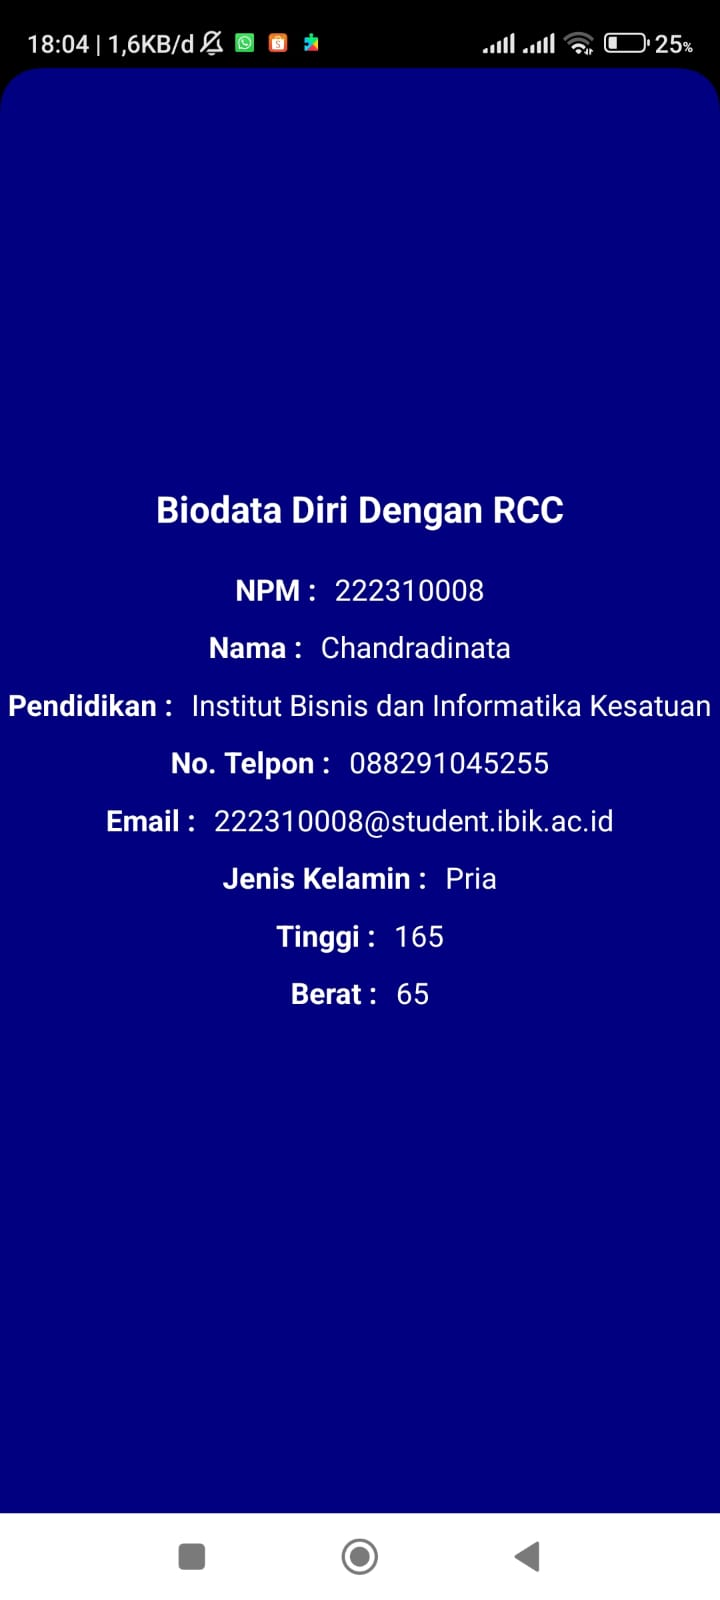 18:04 | 1,6KB/d 25%
Biodata Diri Dengan RCC
NPM : 222310008
Nama : Chandradinata
Pendidikan : Institut Bisnis dan Informatika Kesatuan
No. Telpon : 088291045255
Email : 222310008@student.ibik.ac.id
Jenis Kelamin : Pria
Tinggi : 165
Berat : 65